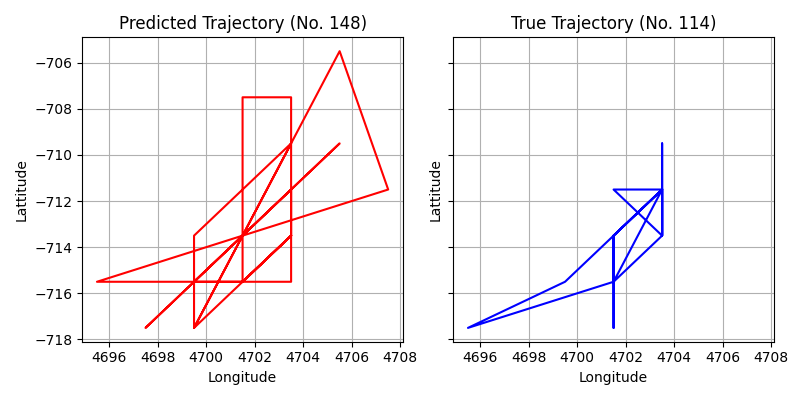 Predicted Trajectory (No. 148)
True Trajectory (No. 114)
Lattitude
−706
−708
−710
−712
−714
−716
−718
4696 4698 4700 4702 4704 4706 4708
Longitude
Lattitude
4696 4698 4700 4702 4704 4706 4708
Longitude